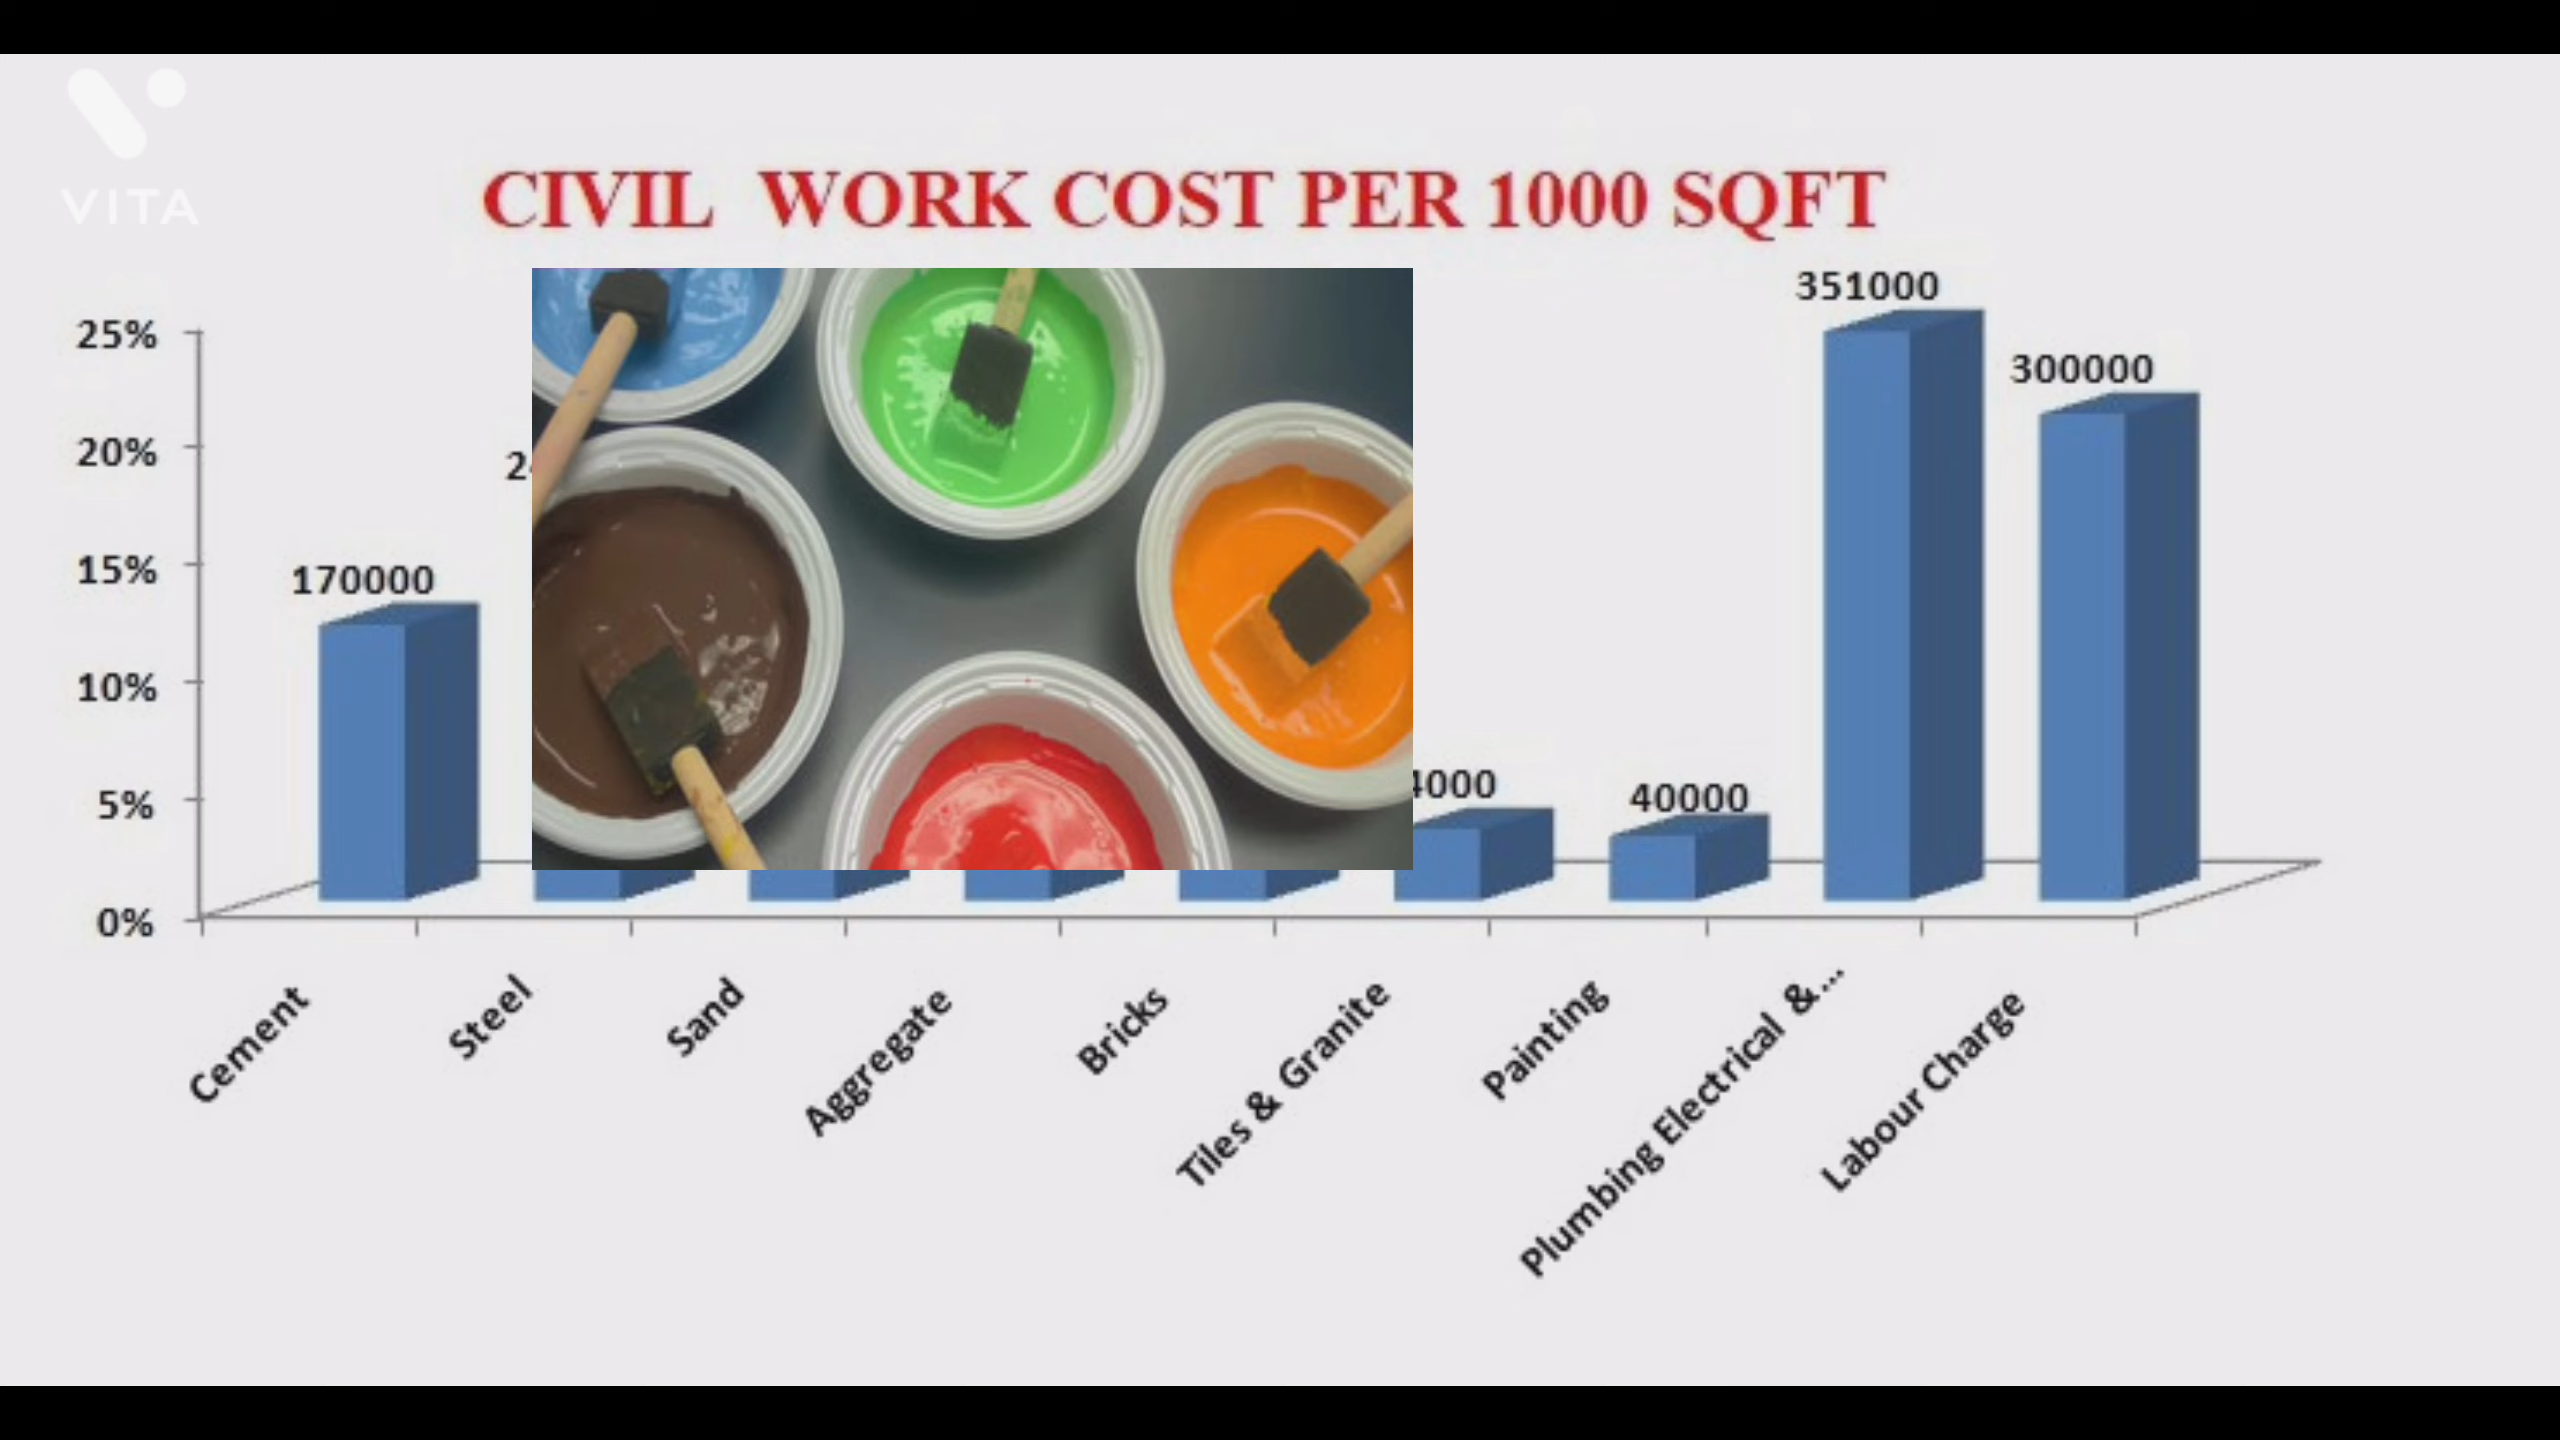 VITA
CIVIL WORK COST PER 1000 SQFT
351000
300000
170000
40000
25%
20%
15%
10%
5%
0%
Cement
Steel
Sand
Aggregate
Bricks
Tiles & Granite
Painting
Plumbing Electrical &...
Labour Charge